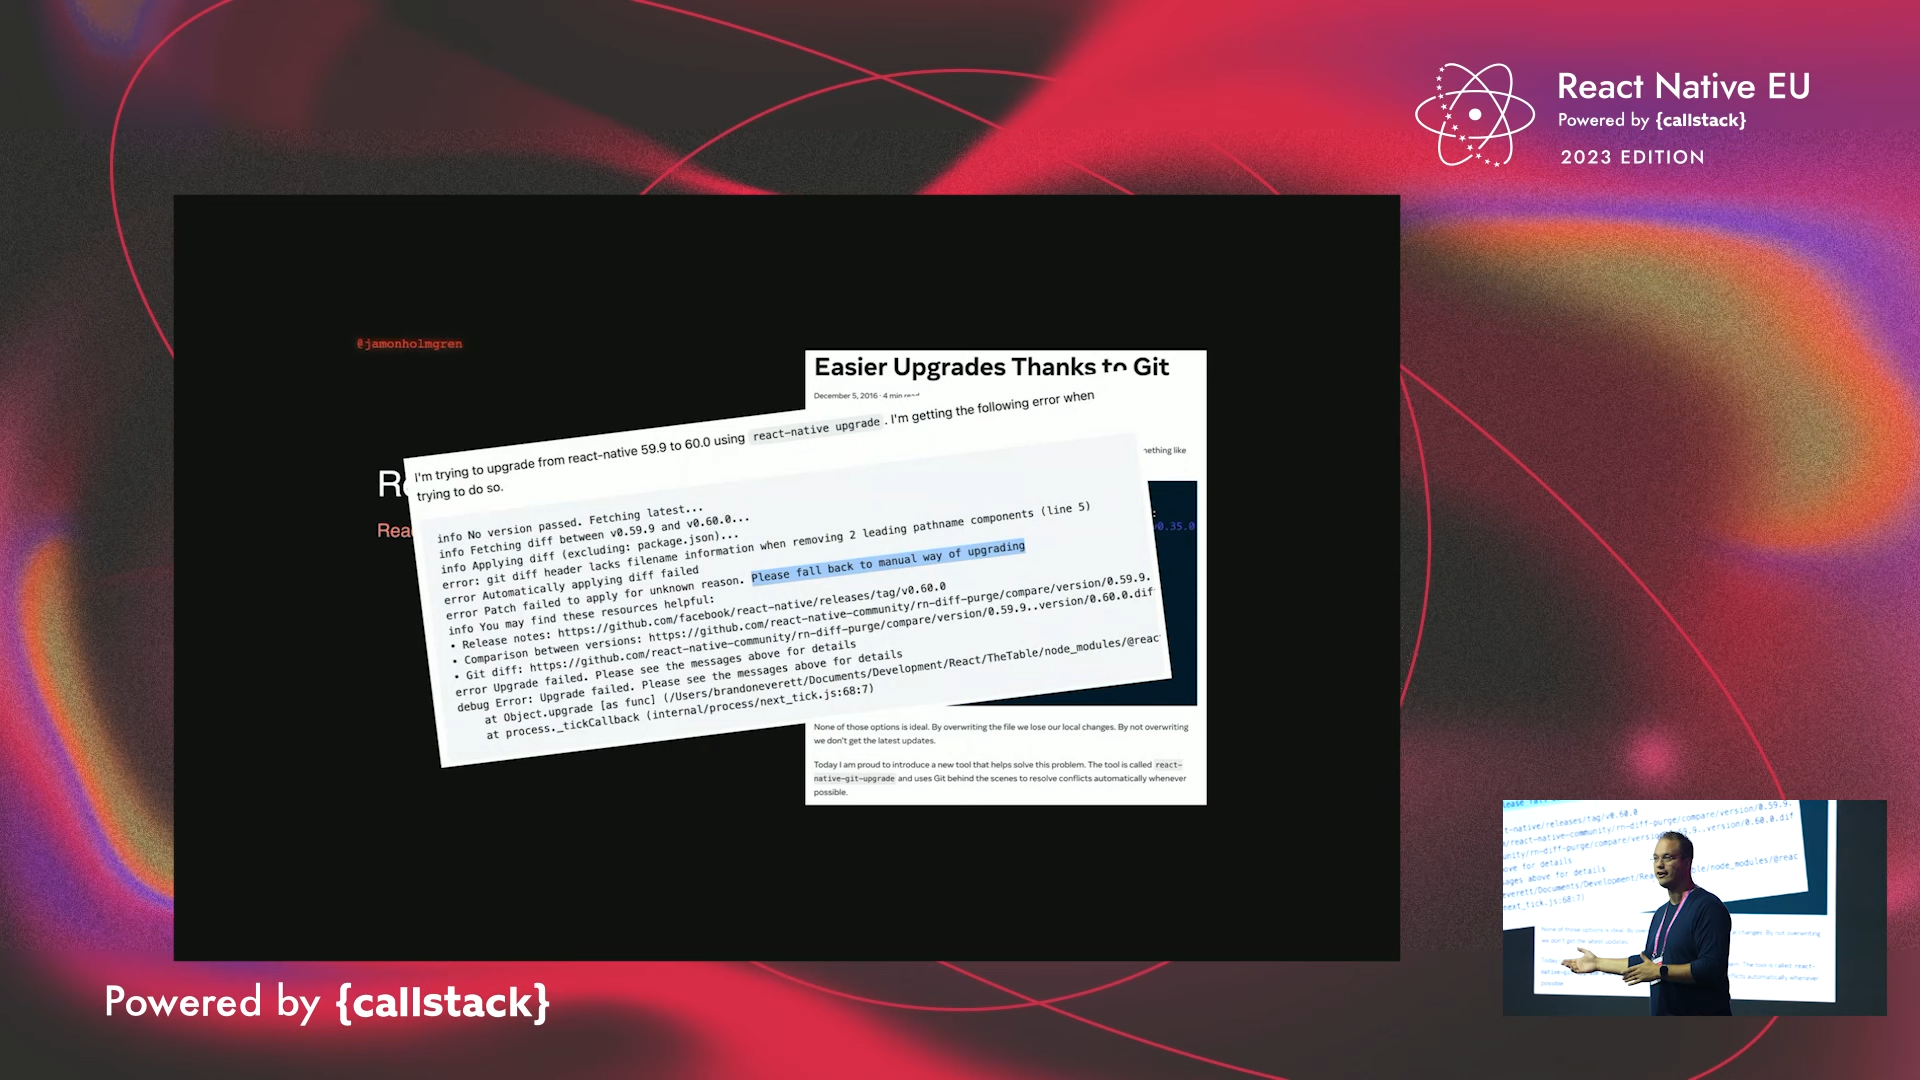 React Native EU
Powered by {callstack}
2023 EDITION
@jamonholmgren
Easier Upgrades Thanks to Git
December 5, 2016 · 4 min read
I'm trying to upgrade from react-native 59.9 to 60.0 using react-native upgrade . I'm getting the following error when
trying to do so.
info No version passed. Fetching latest...
info Fetching diff between v0.59.9 and v0.60.0...
info Applying diff (excluding: package.json)...
error: git diff header lacks filename information when removing 2 leading pathname components (line 5)
error Automatically applying diff failed
error Patch failed to apply for unknown reason. Please fall back to manual way of upgrading
info You may find these resources helpful:
• Release notes: https://github.com/facebook/react-native/releases/tag/v0.60.0
• Comparison between versions: https://github.com/react-native-community/rn-diff-purge/compare/version/0.59.9.
• Git diff: https://github.com/react-native-community/rn-diff-purge/compare/version/0.59.9..version/0.60.0.dif
error Upgrade failed. Please see the messages above for details
debug Error: Upgrade failed. Please see the messages above for details
at Object.upgrade [as func] (/Users/brandoneverett/Documents/Development/React/TheTable/node_modules/@reac
at process._tickCallback (internal/process/next_tick.js:68:7)
Rea
like
v0.35.0
None of those options is ideal. By overwriting the file we lose our local changes. By not overwriting
we don't get the latest updates.
Today I am proud to introduce a new tool that helps solve this problem. The tool is called react-
native-git-upgrade and uses Git behind the scenes to resolve conflicts automatically whenever
possible.
Powered by {callstack}